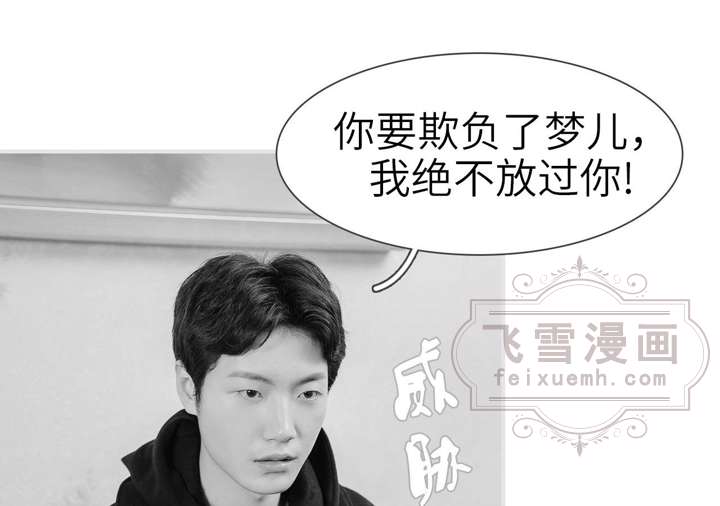 你要欺负了梦儿，
我绝不放过你!
威
胁
飞雪漫画
feixuemh.com